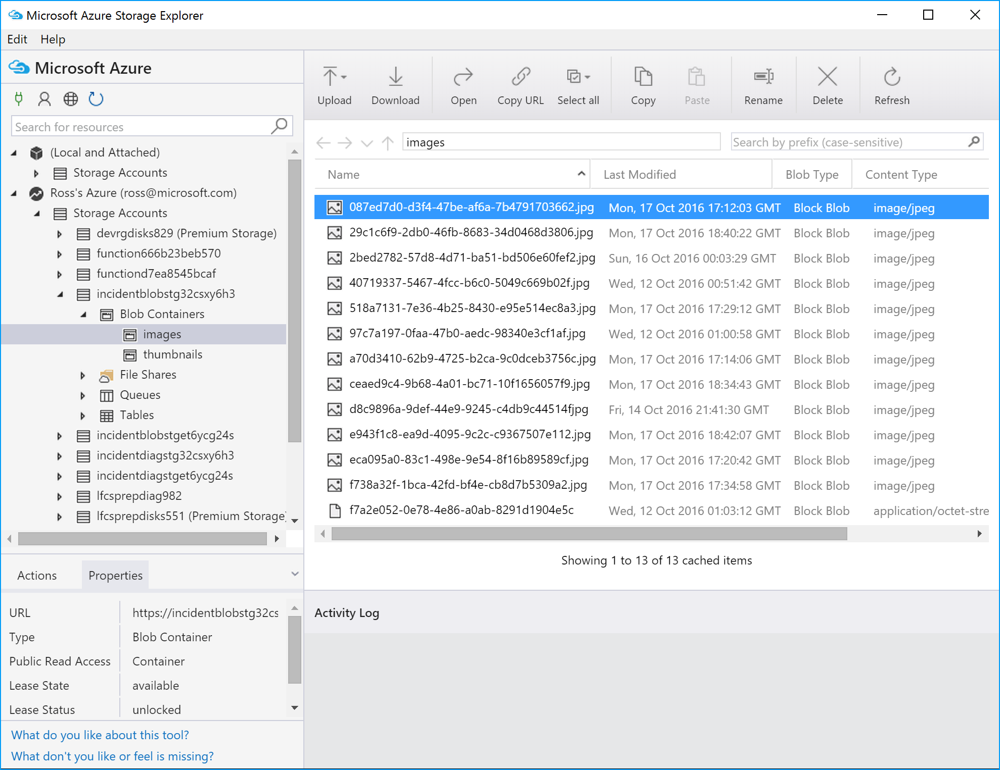 Microsoft Azure Storage Explorer
Edit Help
Microsoft Azure
Search for resources
(Local and Attached)
Storage Accounts
Ross's Azure (ross@microsoft.com)
Storage Accounts
devrgdisks829 (Premium Storage)
function666b23beb570
functiond7ea8545bcaf
incidentblobstg32csxy6h3
Blob Containers
images
thumbnails
File Shares
Queues
Tables
incidentblobstget6ycg24s
incidentdiagstg32csxy6h3
incidentdiagstget6ycg24s
lfcsprepdiag982
lfcsprepdisks551 (Premium Storage)
Actions Properties
URL https://incidentblobstg32cs
Type Blob Container
Public Read Access Container
Lease State available
Lease Status unlocked
What do you like about this tool?
What don't you like or feel is missing?
Upload Download Open Copy URL Select all Copy Paste Rename Delete Refresh
images Search by prefix (case-sensitive)
Name Last Modified Blob Type Content Type
087ed7d0-d3f4-47be-af6a-7b4791703662.jpg Mon, 17 Oct 2016 17:12:03 GMT Block Blob image/jpeg
29c1c6f9-2db0-46fb-8683-34d0468d3806.jpg Mon, 17 Oct 2016 18:40:22 GMT Block Blob image/jpeg
2bed2782-57d8-4d71-ba51-bd506e60fef2.jpg Sun, 16 Oct 2016 00:03:29 GMT Block Blob image/jpeg
40719337-5467-4fcc-b6c0-5049c669b02f.jpg Wed, 12 Oct 2016 00:51:42 GMT Block Blob image/jpeg
518a7131-7e36-4b25-8430-e95e514ec8a3.jpg Mon, 17 Oct 2016 17:29:12 GMT Block Blob image/jpeg
97c7a197-0faa-47b0-aedc-98340e3cf1af.jpg Wed, 12 Oct 2016 01:00:58 GMT Block Blob image/jpeg
a70d3410-62b9-4725-b2ca-9c0dceb3756c.jpg Mon, 17 Oct 2016 17:14:06 GMT Block Blob image/jpeg
ceaed9c4-9b68-4a01-bc71-10f1656057f9.jpg Mon, 17 Oct 2016 18:34:43 GMT Block Blob image/jpeg
d8c9896a-9def-44e9-9245-c4db9c44514fjpg Fri, 14 Oct 2016 21:41:30 GMT Block Blob image/jpeg
e943f1c8-ea9d-4095-9c2c-c9367507e112.jpg Mon, 17 Oct 2016 18:42:07 GMT Block Blob image/jpeg
eca095a0-83c1-498e-9e54-8f16b89589cf.jpg Mon, 17 Oct 2016 17:20:42 GMT Block Blob image/jpeg
f738a32f-1bca-42fd-bf4e-cb8d7b5309a2.jpg Mon, 17 Oct 2016 17:34:58 GMT Block Blob image/jpeg
f7a2e052-0e78-4e86-a0ab-8291d1904e5c Wed, 12 Oct 2016 01:03:12 GMT Block Blob application/octet-stre
Showing 1 to 13 of 13 cached items
Activity Log